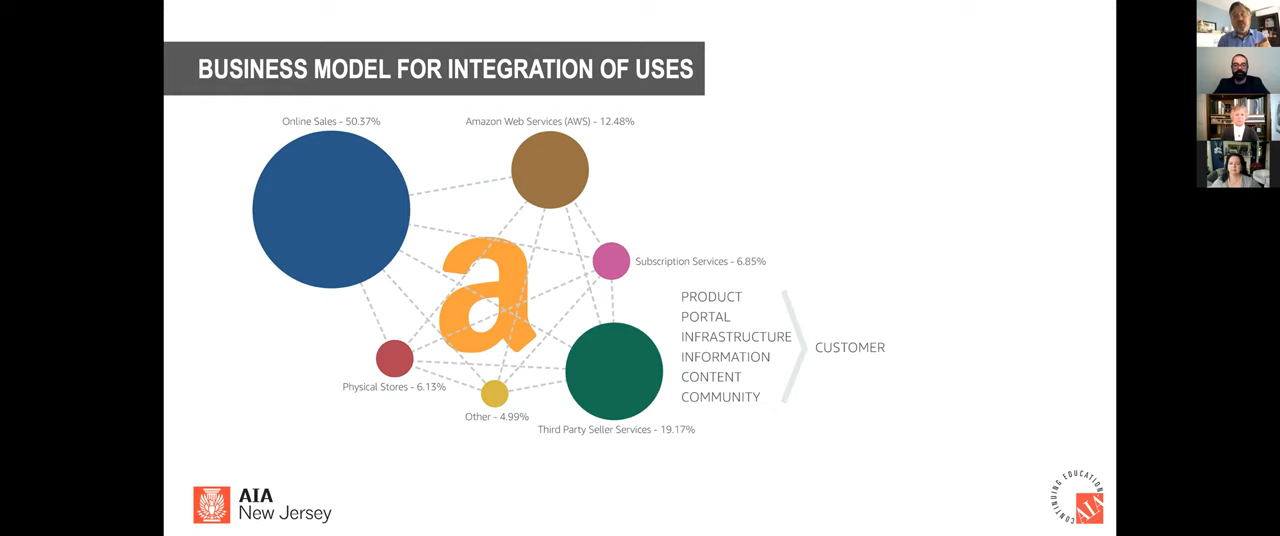 BUSINESS MODEL FOR INTEGRATION OF USES
Online Sales - 50.37%
Amazon Web Services (AWS) - 12.48%
a
Subscription Services - 6.85%
PRODUCT
PORTAL
INFRASTRUCTURE
INFORMATION
CONTENT
COMMUNITY
CUSTOMER
Physical Stores - 6.13%
Other - 4.99%
Third Party Seller Services - 19.17%
AIA
New Jersey
CONTINUING EDUCATION
AIA